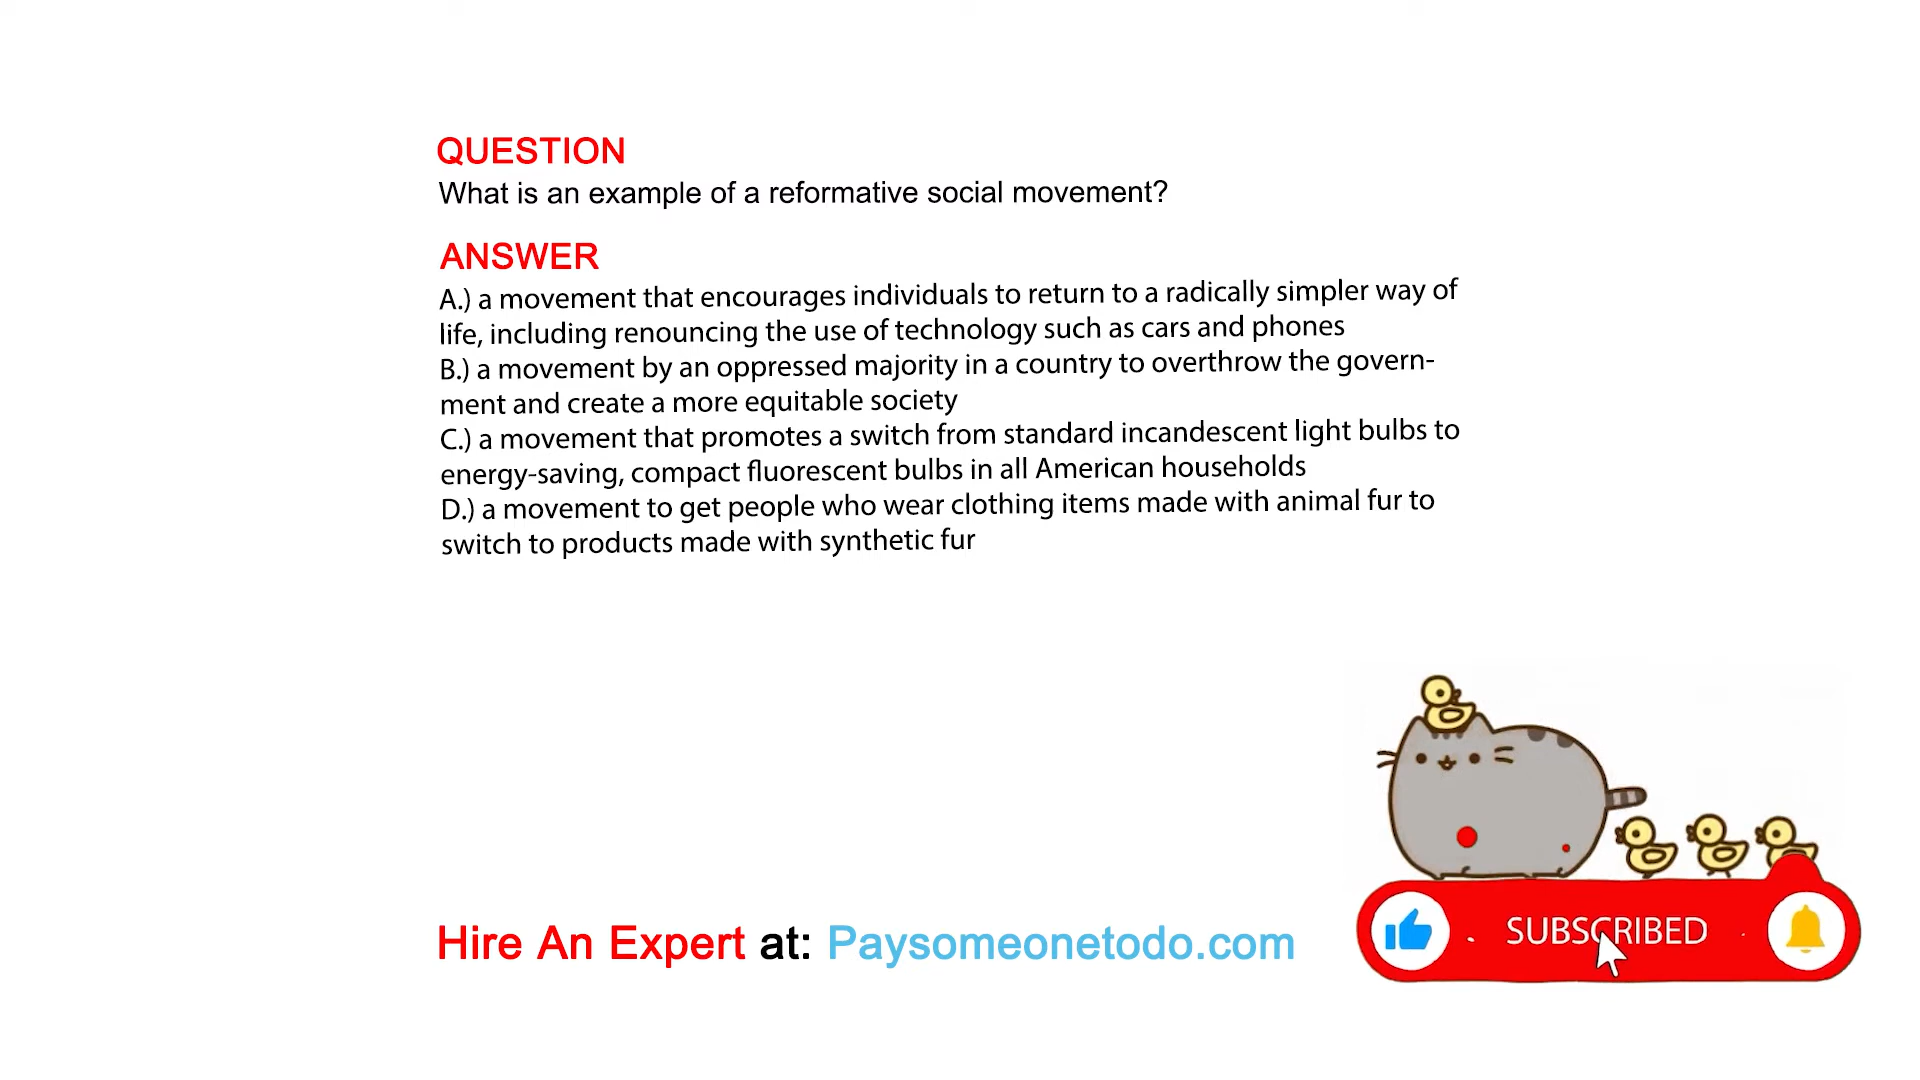 QUESTION
What is an example of a reformative social movement?
ANSWER
A.) a movement that encourages individuals to return to a radically simpler way of
life, including renouncing the use of technology such as cars and phones
B.) a movement by an oppressed majority in a country to overthrow the govern-
ment and create a more equitable society
C.) a movement that promotes a switch from standard incandescent light bulbs to
energy-saving, compact fluorescent bulbs in all American households
D.) a movement to get people who wear clothing items made with animal fur to
switch to products made with synthetic fur
Hire An Expert at: Paysomeonetodo.com
SUBSCRIBED